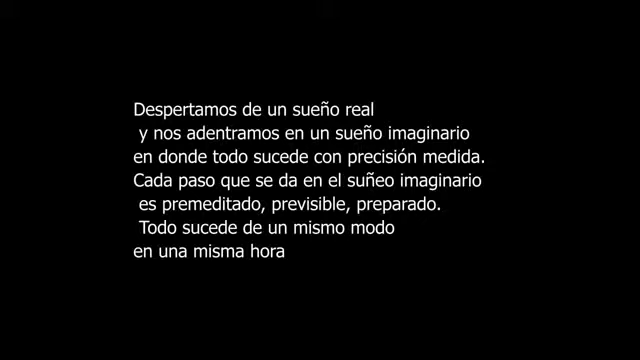 Despertamos de un sueño real
y nos adentramos en un sueño imaginario
en donde todo sucede con precisión medida.
Cada paso que se da en el suñeo imaginario
es premeditado, previsible, preparado.
Todo sucede de un mismo modo
en una misma hora